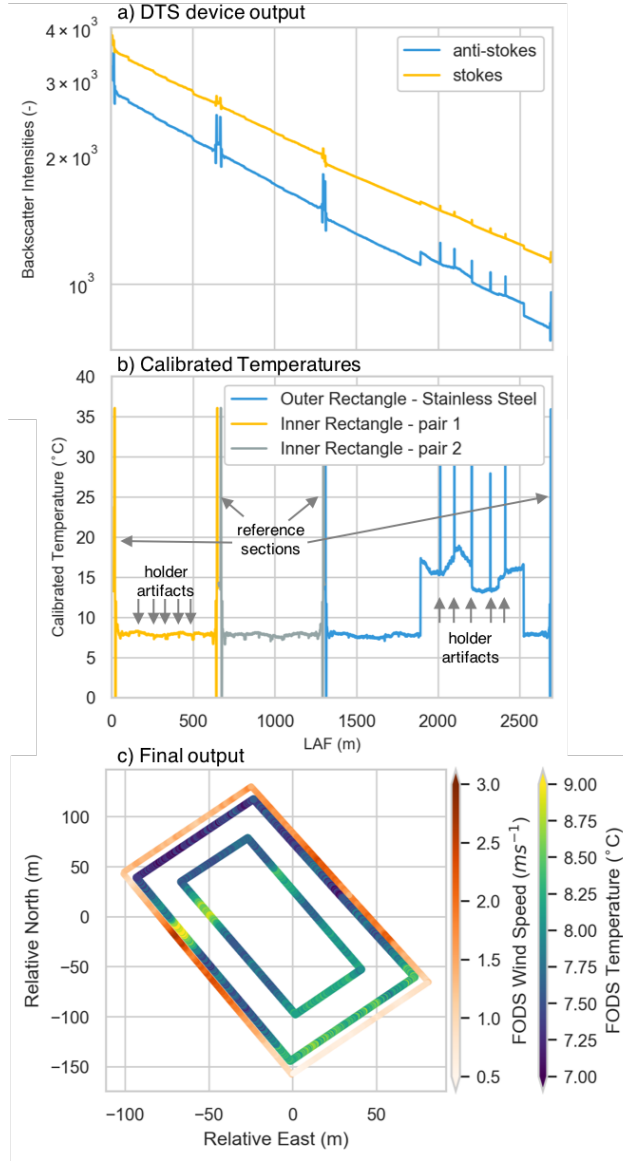 a) DTS device output
4 × 10³
3 × 10³
2 × 10³
10³
Backscatter Intensities (-)
anti-stokes
stokes
b) Calibrated Temperatures
40
35
30
25
20
15
10
5
0
Calibrated Temperature (°C)
Outer Rectangle - Stainless Steel
Inner Rectangle - pair 1
Inner Rectangle - pair 2
reference
sections
holder
artifacts
holder
artifacts
0 500 1000 1500 2000 2500
LAF (m)
c) Final output
100
50
0
−50
−100
−150
Relative North (m)
−100 −50 0 50
Relative East (m)
3.0
2.5
2.0
1.5
1.0
0.5
FODS Wind Speed (ms⁻¹)
9.00
8.75
8.50
8.25
8.00
7.75
7.50
7.25
7.00
FODS Temperature (°C)